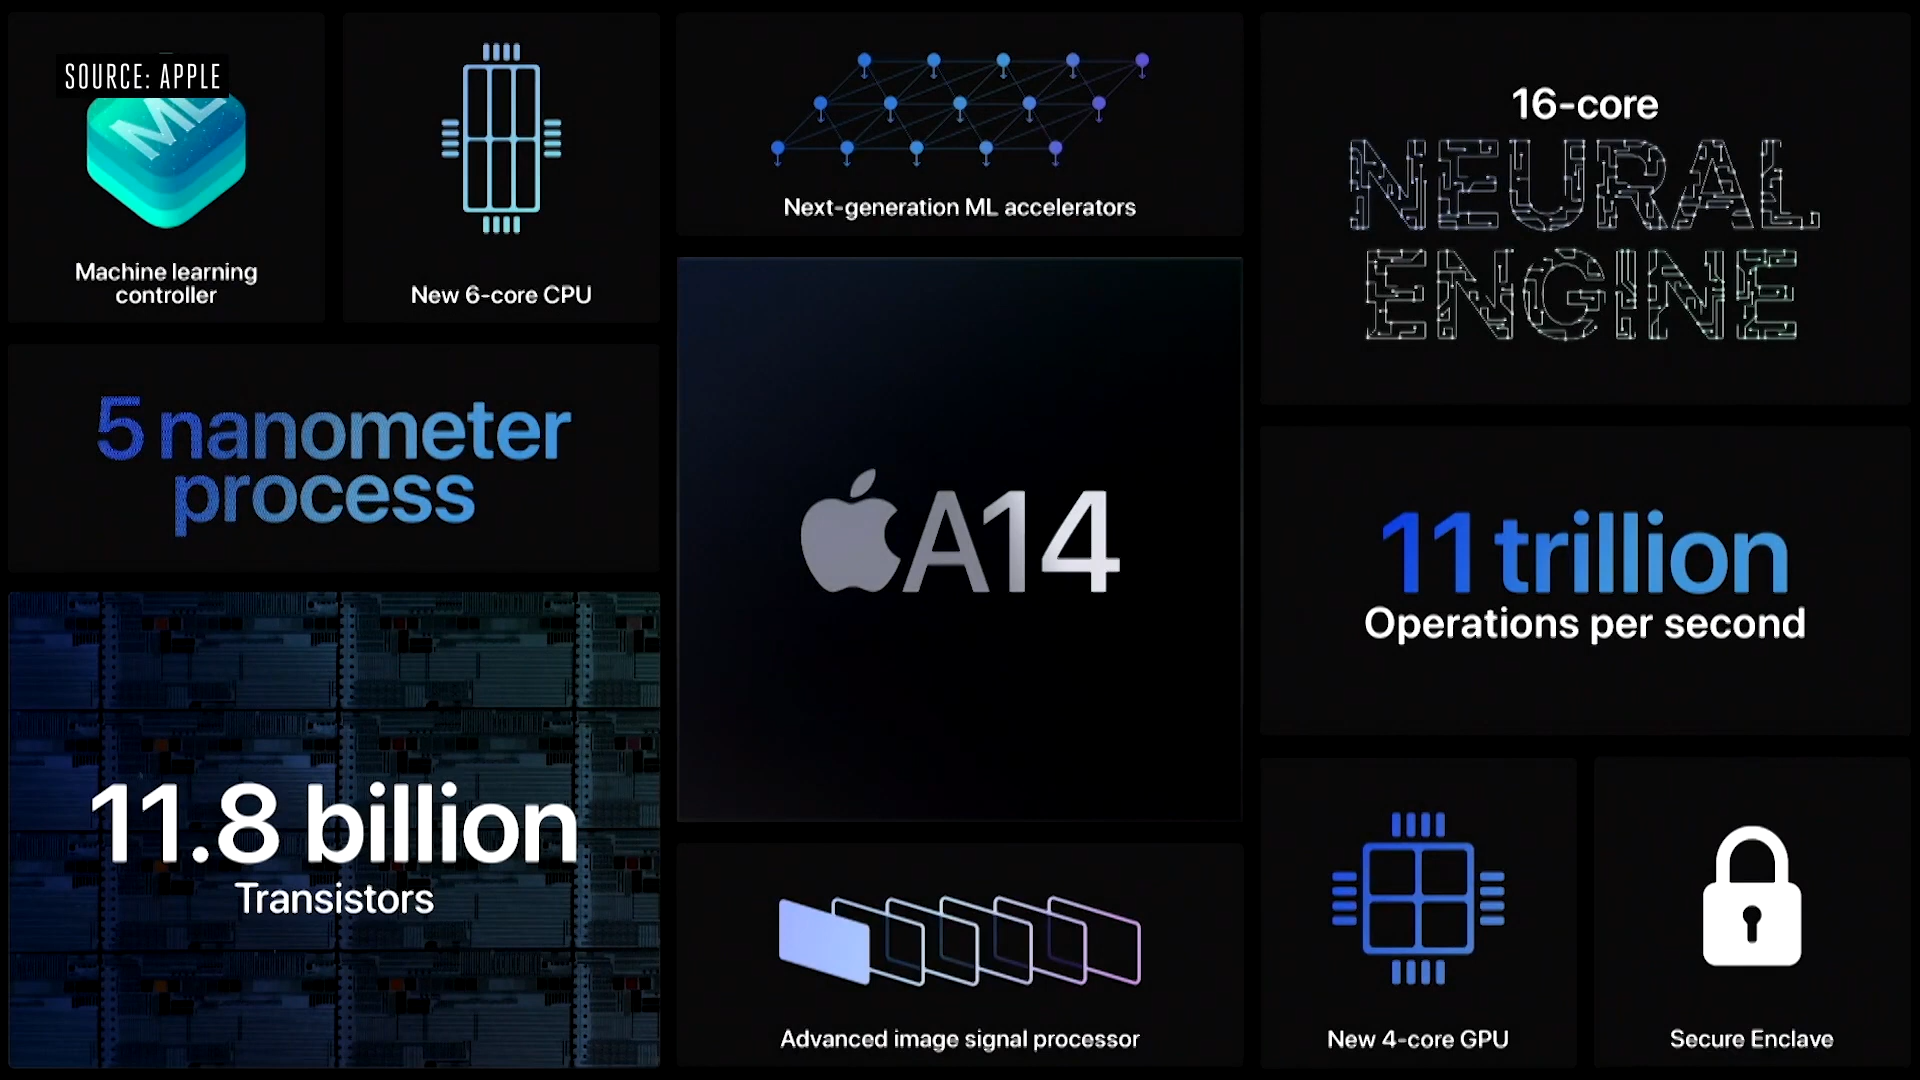 SOURCE: APPLE
ML
Machine learning
controller
New 6-core CPU
Next-generation ML accelerators
16-core
NEURAL
ENGINE
5 nanometer
process
A14
11 trillion
Operations per second
11.8 billion
Transistors
Advanced image signal processor
New 4-core GPU
Secure Enclave